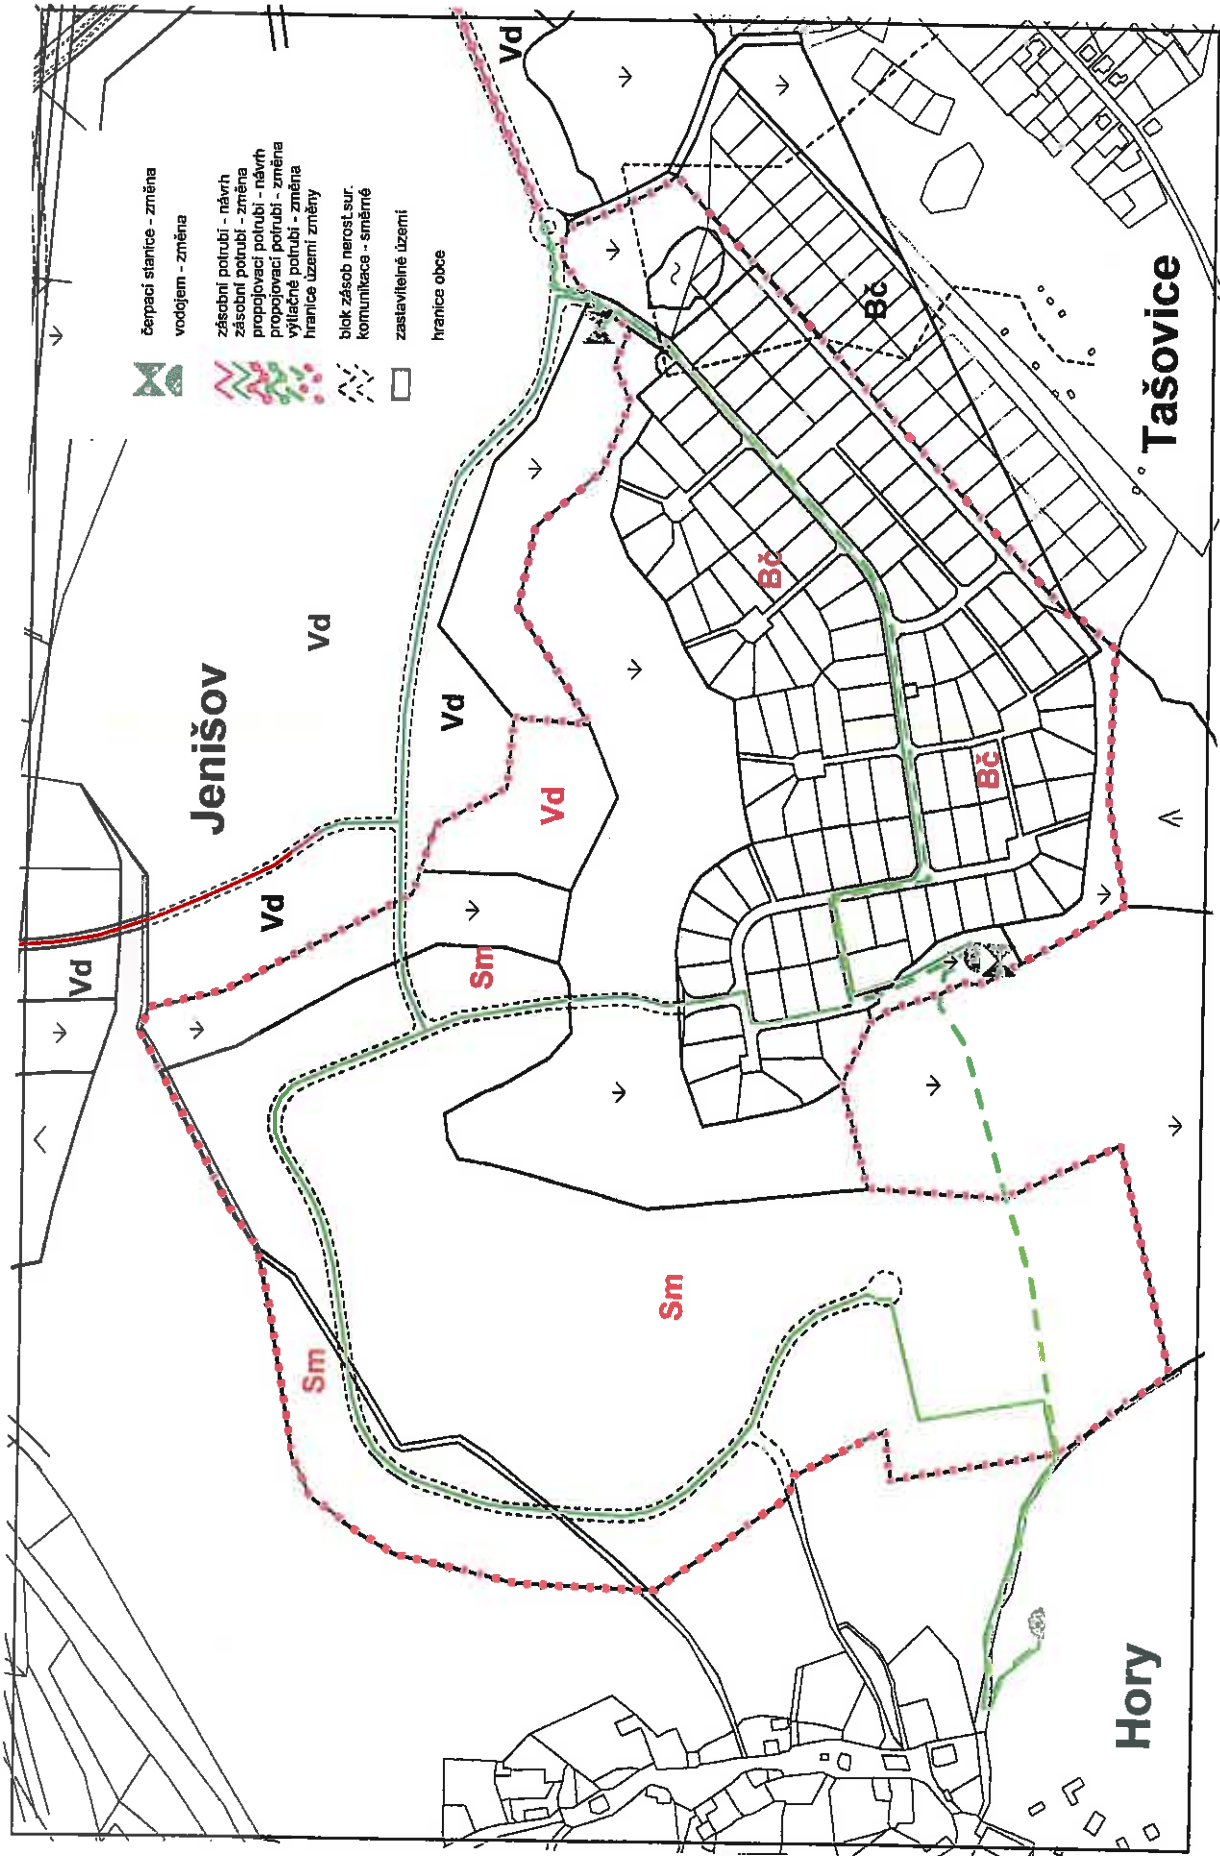 čerpací stanice - změna
vodojem - změna
zásobní potrubí - návrh
zásobní potrubí - změna
propojovací potrubí - návrh
propojovací potrubí - změna
výtlačné potrubí - změna
hranice území změny
blok zásob nerost.sur.
komunikace - směrné
zastavitelné území
hranice obce
Jenišov
Tašovice
Hory
Vd
Vd
Vd
Vd
Vd
Vd
Sm
Sm
Sm
Bč
Bč
Bč